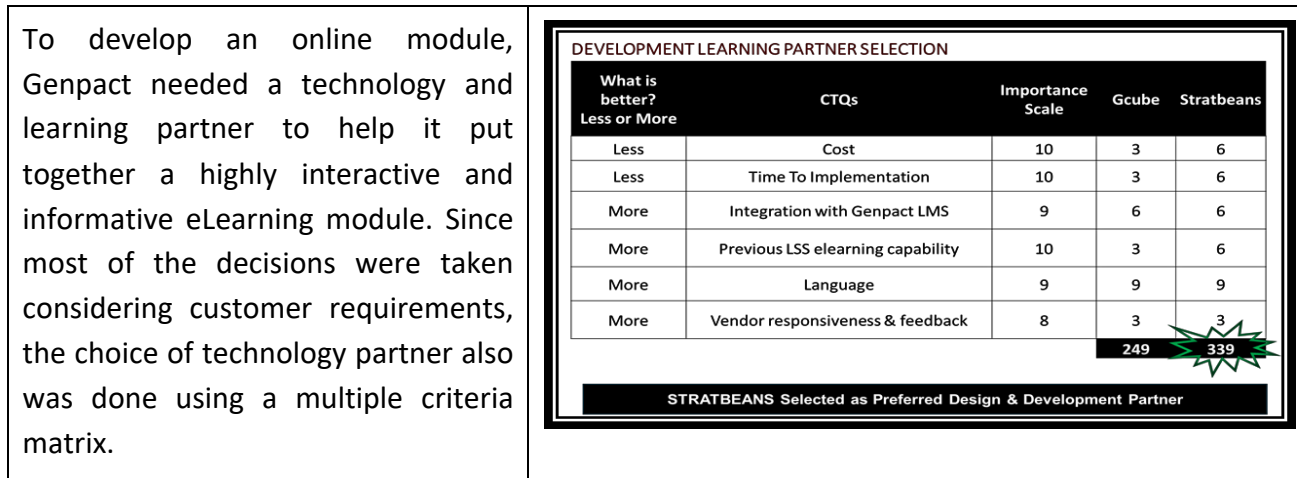 To develop an online module,
Genpact needed a technology and
learning partner to help it put
together a highly interactive and
informative eLearning module. Since
most of the decisions were taken
considering customer requirements,
the choice of technology partner also
was done using a multiple criteria
matrix.
DEVELOPMENT LEARNING PARTNER SELECTION
What is better? Less or More CTQs Importance Scale Gcube Stratbeans
Less Cost 10 3 6
Less Time To Implementation 10 3 6
More Integration with Genpact LMS 9 6 6
More Previous LSS elearning capability 10 3 6
More Language 9 9 9
More Vendor responsiveness & feedback 8 3 3
249 339
STRATBEANS Selected as Preferred Design & Development Partner